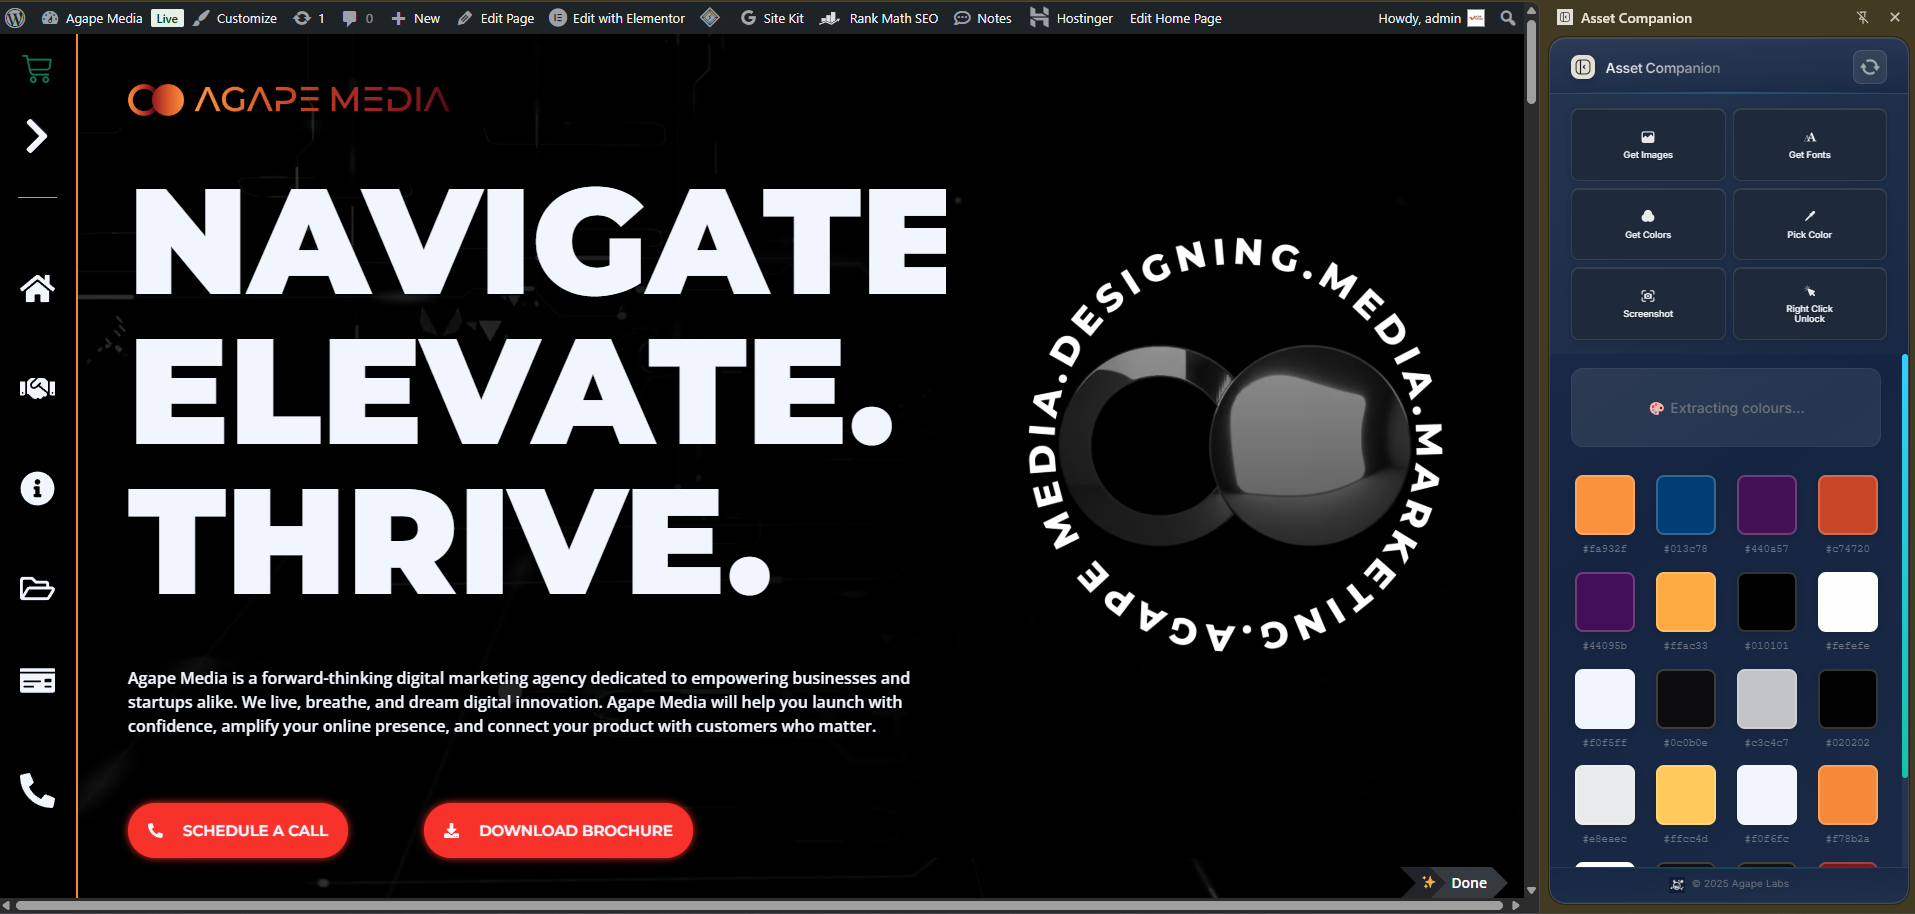 Agape Media Live Customize 1 0 New Edit Page Edit with Elementor Site Kit Rank Math SEO Notes Hostinger Edit Home Page Howdy, admin
AGAPE MEDIA
NAVIGATE
ELEVATE.
THRIVE.
DESIGNING.MEDIA.MARKETING.AGAPE MEDIA.
Agape Media is a forward-thinking digital marketing agency dedicated to empowering businesses and
startups alike. We live, breathe, and dream digital innovation. Agape Media will help you launch with
confidence, amplify your online presence, and connect your product with customers who matter.
SCHEDULE A CALL DOWNLOAD BROCHURE
Done
Asset Companion
Asset Companion
Get Images Get Fonts
Get Colors Pick Color
Screenshot Right Click
Unlock
Extracting colours...
#fa932f #013c78 #440a57 #c74720
#44095b #ffac33 #010101 #fefefe
#f0f5ff #0c0b0e #c3c4c7 #020202
#e8eaec #ffcc4d #f0f6fc #f78b2a
© 2025 Agape Labs